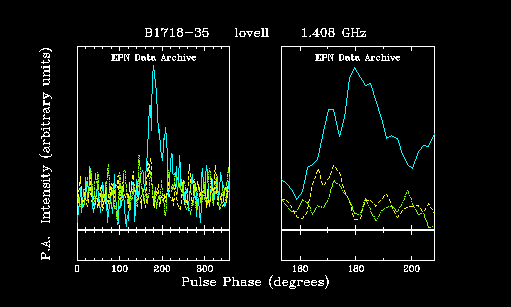 B1718-35 lovell 1.408 GHz
EPN Data Archive EPN Data Archive
P.A. Intensity (arbitrary units)
0 100 200 300 160 180 200
Pulse Phase (degrees)